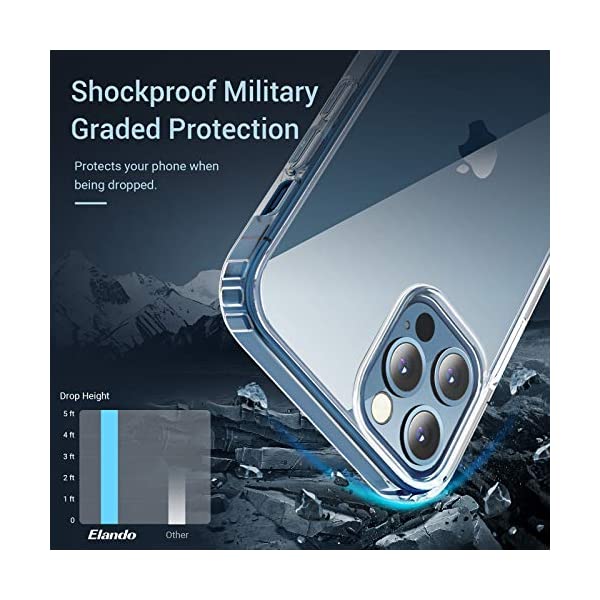 Shockproof Military
Graded Protection
Protects your phone when
being dropped.
Drop Height
5 ft
4 ft
3 ft
2 ft
1 ft
0
Elando
Other